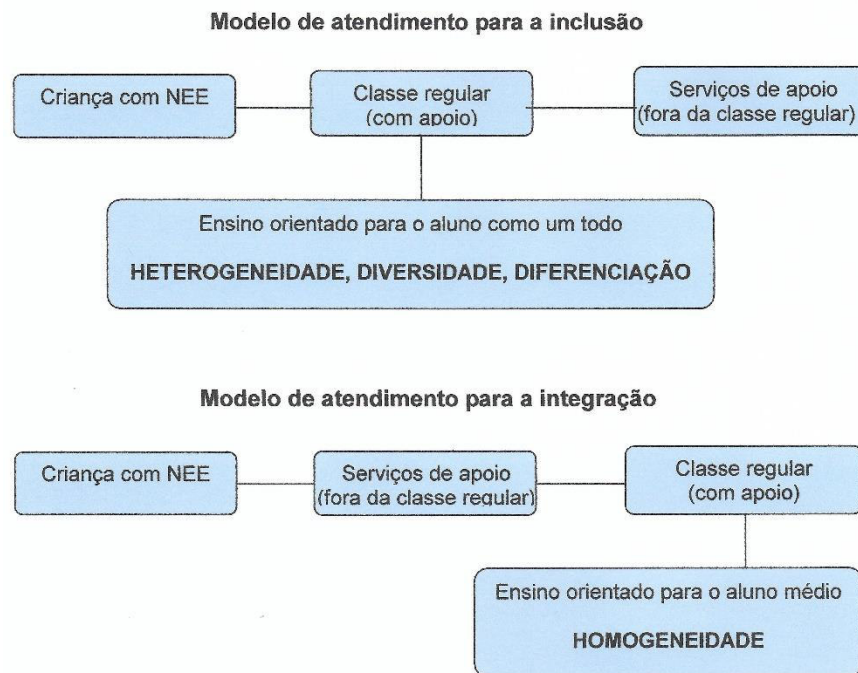 Modelo de atendimento para a inclusão
Criança com NEE
Classe regular
(com apoio)
Serviços de apoio
(fora da classe regular)
Ensino orientado para o aluno como um todo
HETEROGENEIDADE, DIVERSIDADE, DIFERENCIAÇÃO
Modelo de atendimento para a integração
Criança com NEE
Serviços de apoio
(fora da classe regular)
Classe regular
(com apoio)
Ensino orientado para o aluno médio
HOMOGENEIDADE